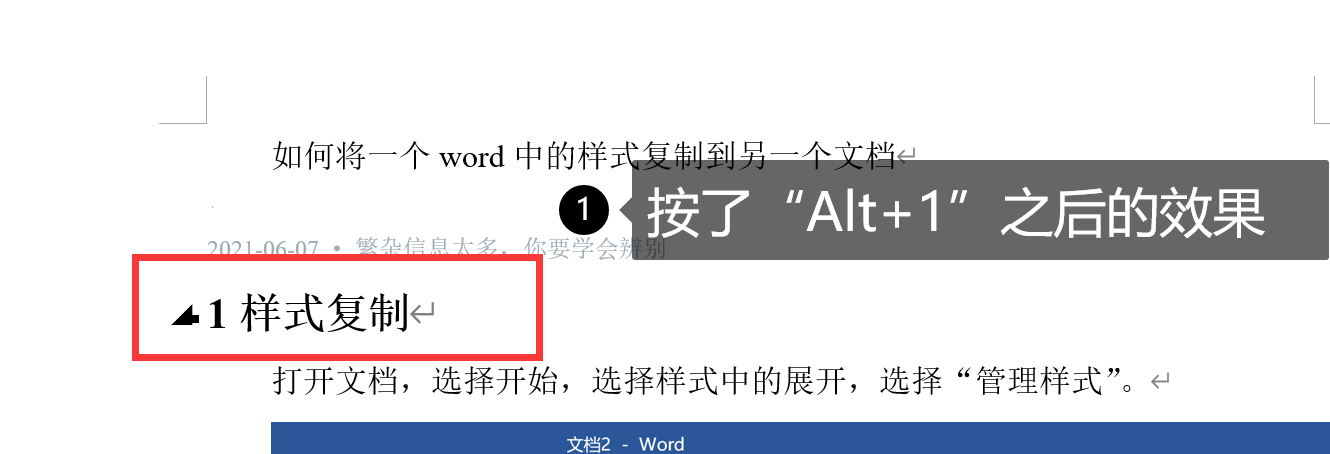 如何将一个 word 中的样式复制到另一个文档
1 按了“Alt+1”之后的效果
2021-06-07 • 繁杂信息太多，你要学会辨别
1 样式复制
打开文档，选择开始，选择样式中的展开，选择“管理样式”。
文档2 - Word